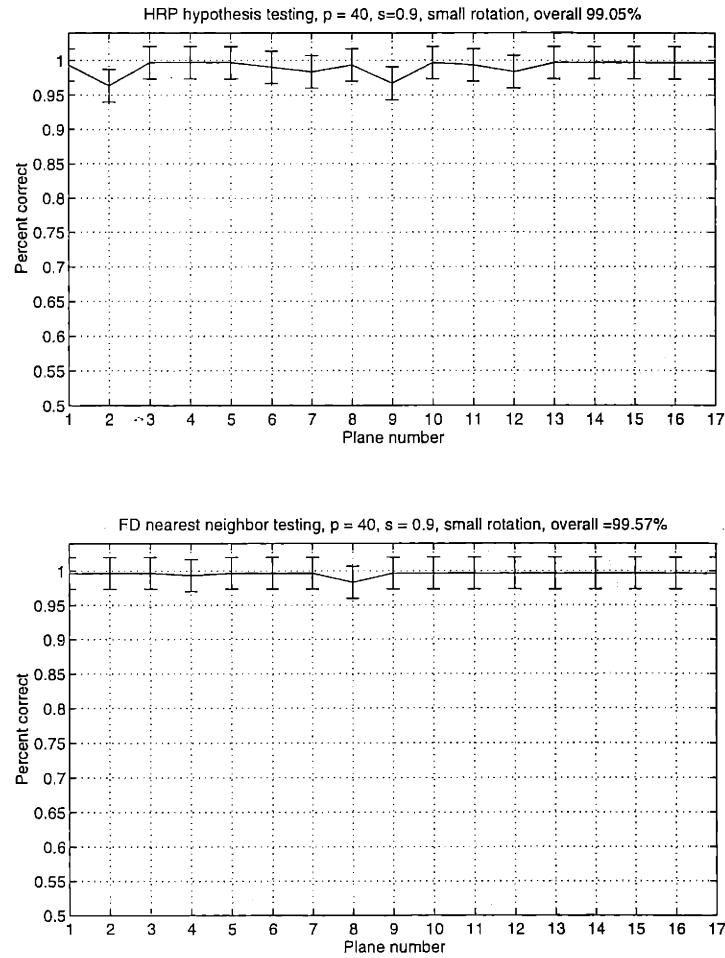 HRP hypothesis testing, p = 40, s=0.9, small rotation, overall 99.05%
1
0.95
0.9
0.85
0.8
0.75
0.7
0.65
0.6
0.55
0.5
Percent correct
1 2 3 4 5 6 7 8 9 10 11 12 13 14 15 16 17
Plane number
FD nearest neighbor testing, p = 40, s = 0.9, small rotation, overall =99.57%
1
0.95
0.9
0.85
0.8
0.75
0.7
0.65
0.6
0.55
0.5
Percent correct
1 2 3 4 5 6 7 8 9 10 11 12 13 14 15 16 17
Plane number